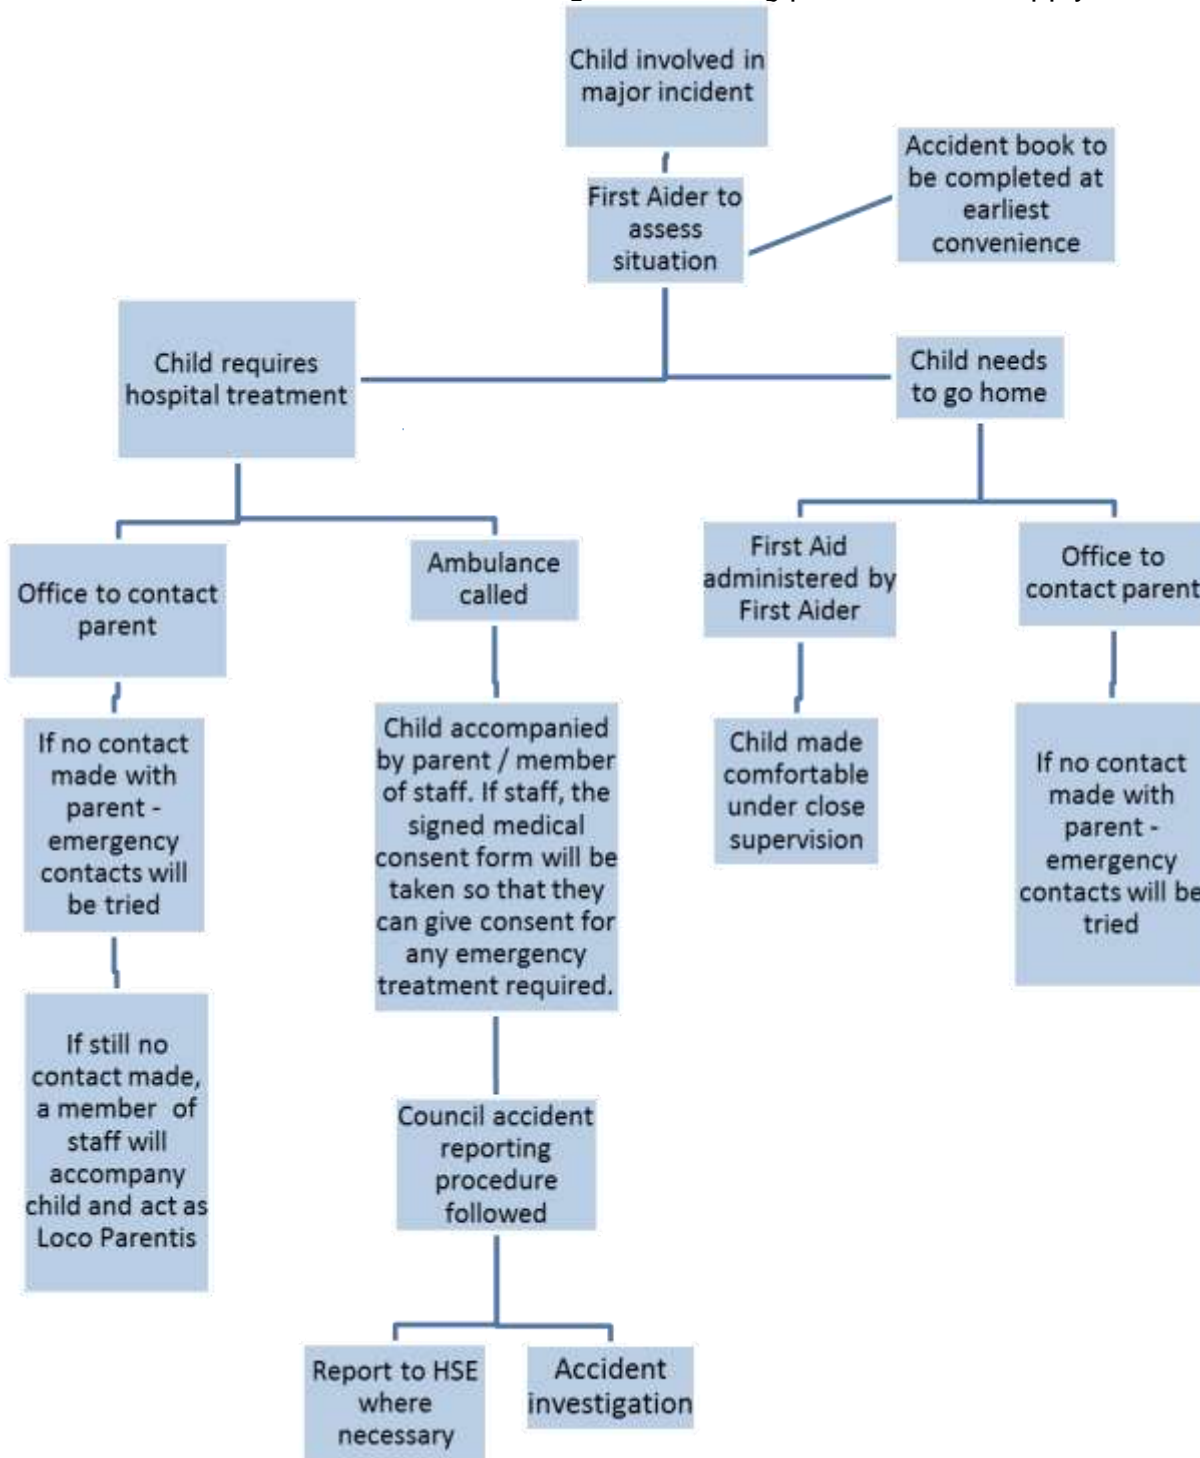 Child involved in
major incident
First Aider to
assess
situation
Accident book to
be completed at
earliest
convenience
Child requires
hospital treatment
Child needs
to go home
Office to contact
parent
Ambulance
called
First Aid
administered by
First Aider
Office to
contact parent
If no contact
made with
parent -
emergency
contacts will
be tried
Child accompanied
by parent / member
of staff. If staff, the
signed medical
consent form will be
taken so that they
can give consent for
any emergency
treatment required.
Child made
comfortable
under close
supervision
If no contact
made with
parent -
emergency
contacts will be
tried
If still no
contact made,
a member of
staff will
accompany
child and act as
Loco Parentis
Council accident
reporting
procedure
followed
Report to HSE
where
necessary
Accident
investigation